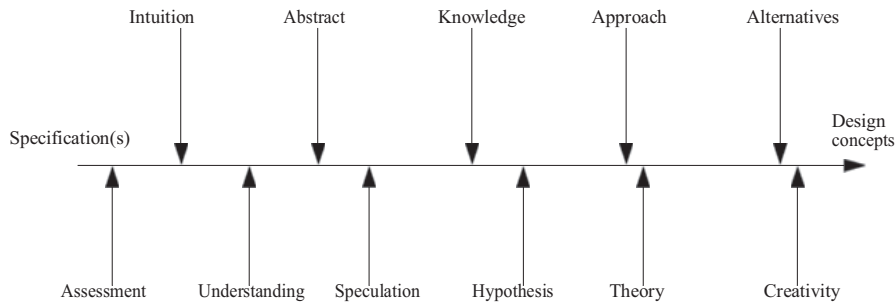 Intuition
Abstract
Knowledge
Approach
Alternatives
Specification(s)
Design
concepts
Assessment
Understanding
Speculation
Hypothesis
Theory
Creativity